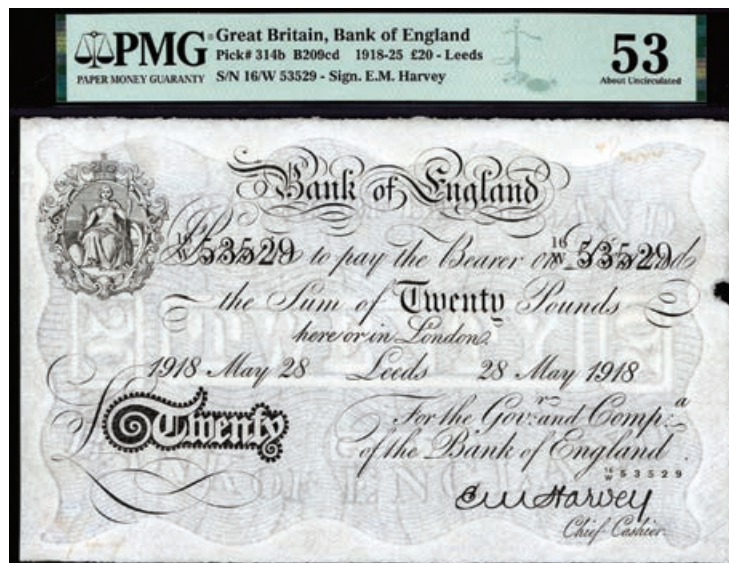 PMG
PAPER MONEY GUARANTY
Great Britain, Bank of England
Pick# 314b B209cd 1918-25 £20 - Leeds
S/N 16/W 53529 - Sign. E.M. Harvey
53
About Uncirculated
Bank of England
16/W 53529 to pay the Bearer on 16/W 53529
the Sum of Twenty Pounds
here or in London.
1918 May 28 Leeds 28 May 1918
Twenty
For the Govr. and Compa.
of the Bank of England
16/W 53529
E M Harvey
Chief Cashier.